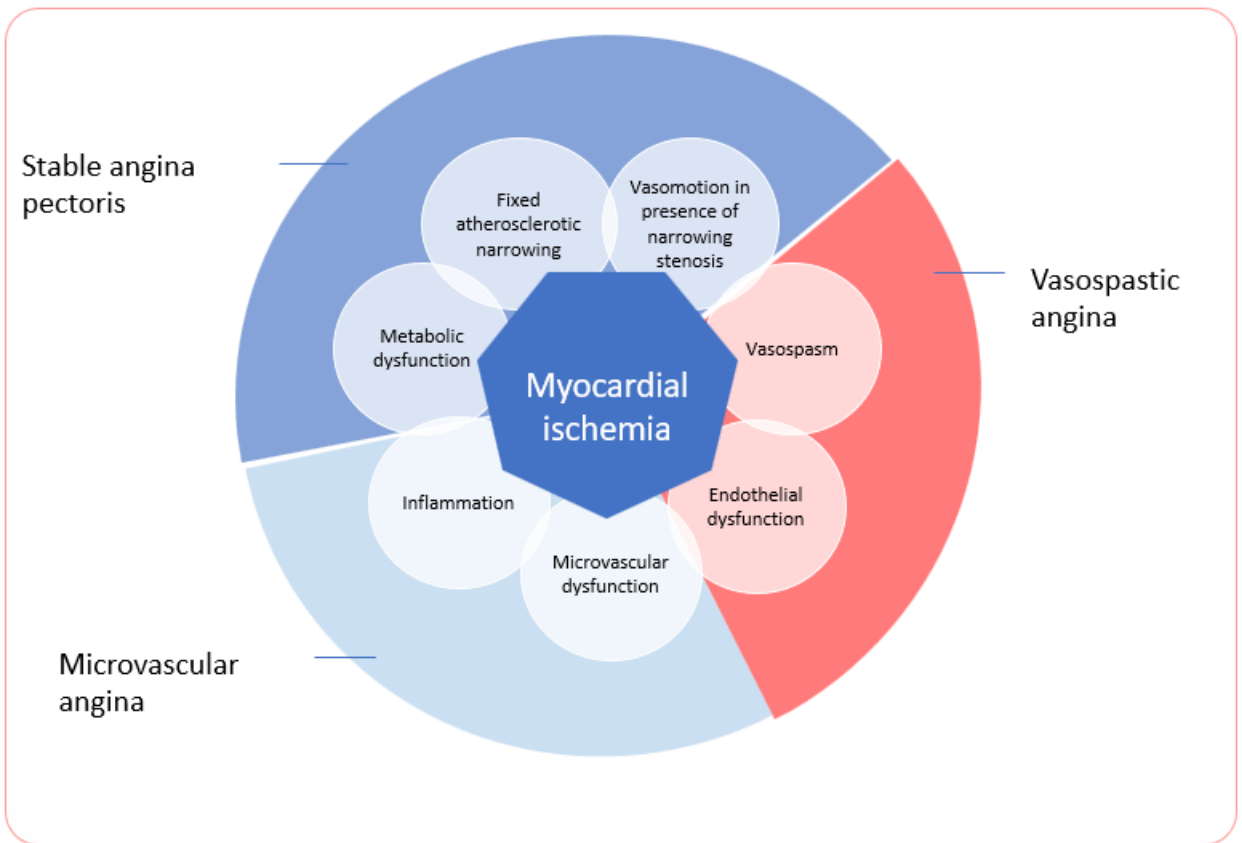 Stable angina
pectoris
Fixed
atherosclerotic
narrowing
Vasomotion in
presence of
narrowing
stenosis
Vasospastic
angina
Metabolic
dysfunction
Vasospasm
Myocardial
ischemia
Inflammation
Endothelial
dysfunction
Microvascular
dysfunction
Microvascular
angina